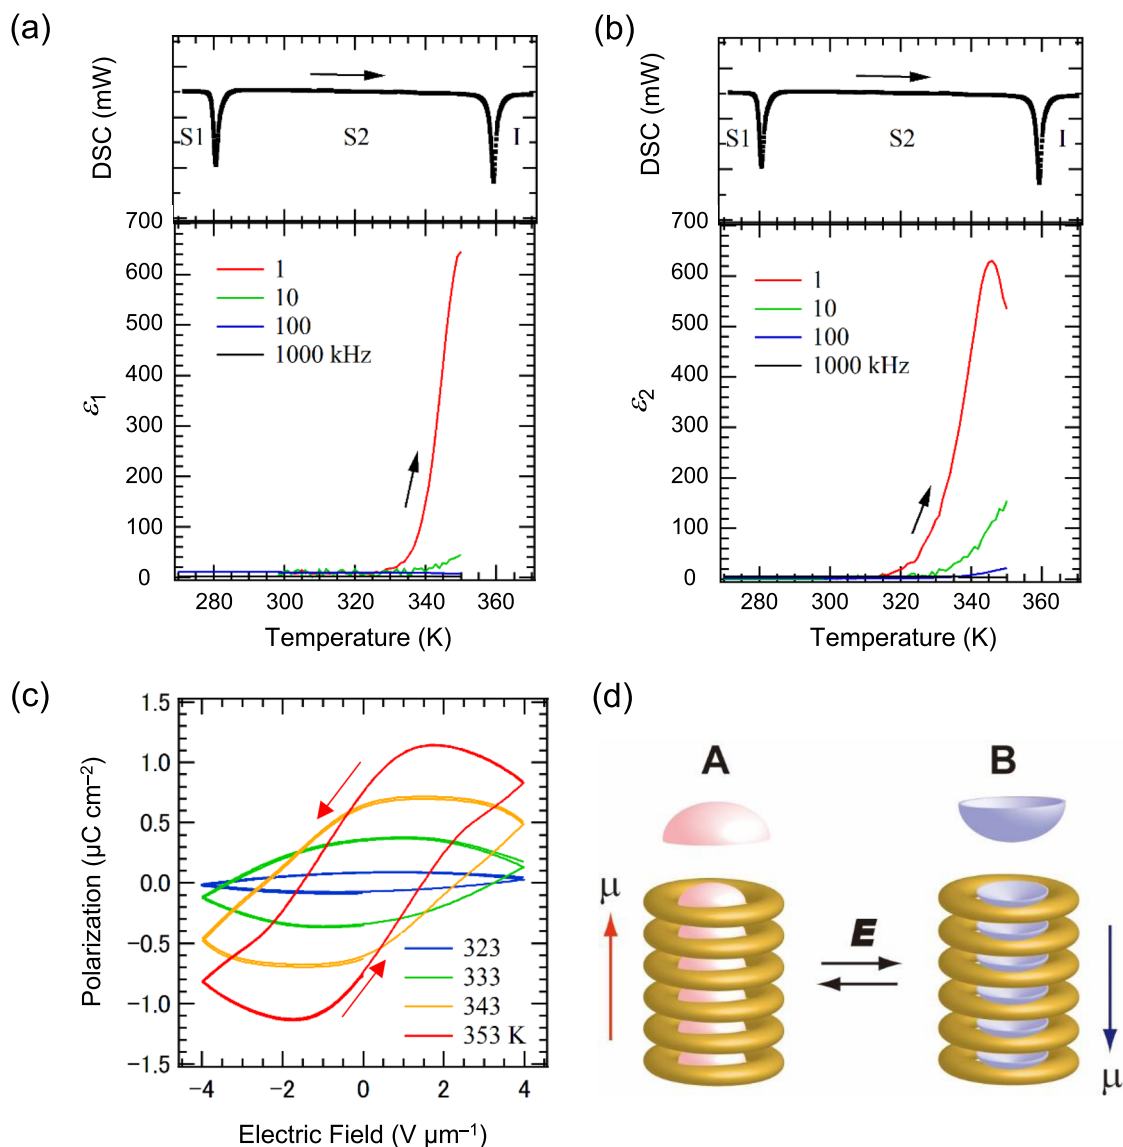 (a)
DSC (mW)
S1
S2
I
700
600
500
400
300
200
100
0
ε1
1
10
100
1000 kHz
280
300
320
340
360
Temperature (K)
(b)
DSC (mW)
S1
S2
I
700
600
500
400
300
200
100
0
ε2
1
10
100
1000 kHz
280
300
320
340
360
Temperature (K)
(c)
1.5
1.0
0.5
0.0
−0.5
−1.0
−1.5
Polarization (μC cm−2)
323
333
343
353 K
−4
−2
0
2
4
Electric Field (V μm−1)
(d)
A
B
μ
E
μ